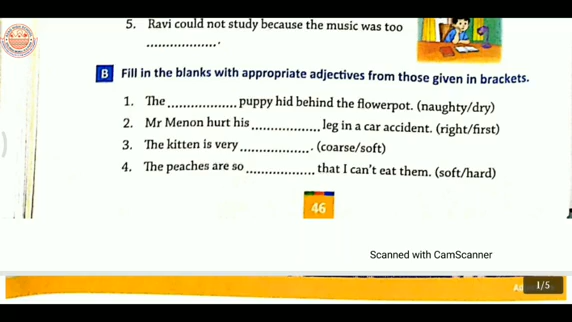 5. Ravi could not study because the music was too
...................
B Fill in the blanks with appropriate adjectives from those given in brackets.
1. The ................. puppy hid behind the flowerpot. (naughty/dry)
2. Mr Menon hurt his ................. leg in a car accident. (right/first)
3. The kitten is very ................. . (coarse/soft)
4. The peaches are so ................. that I can't eat them. (soft/hard)
46
Scanned with CamScanner
1/5